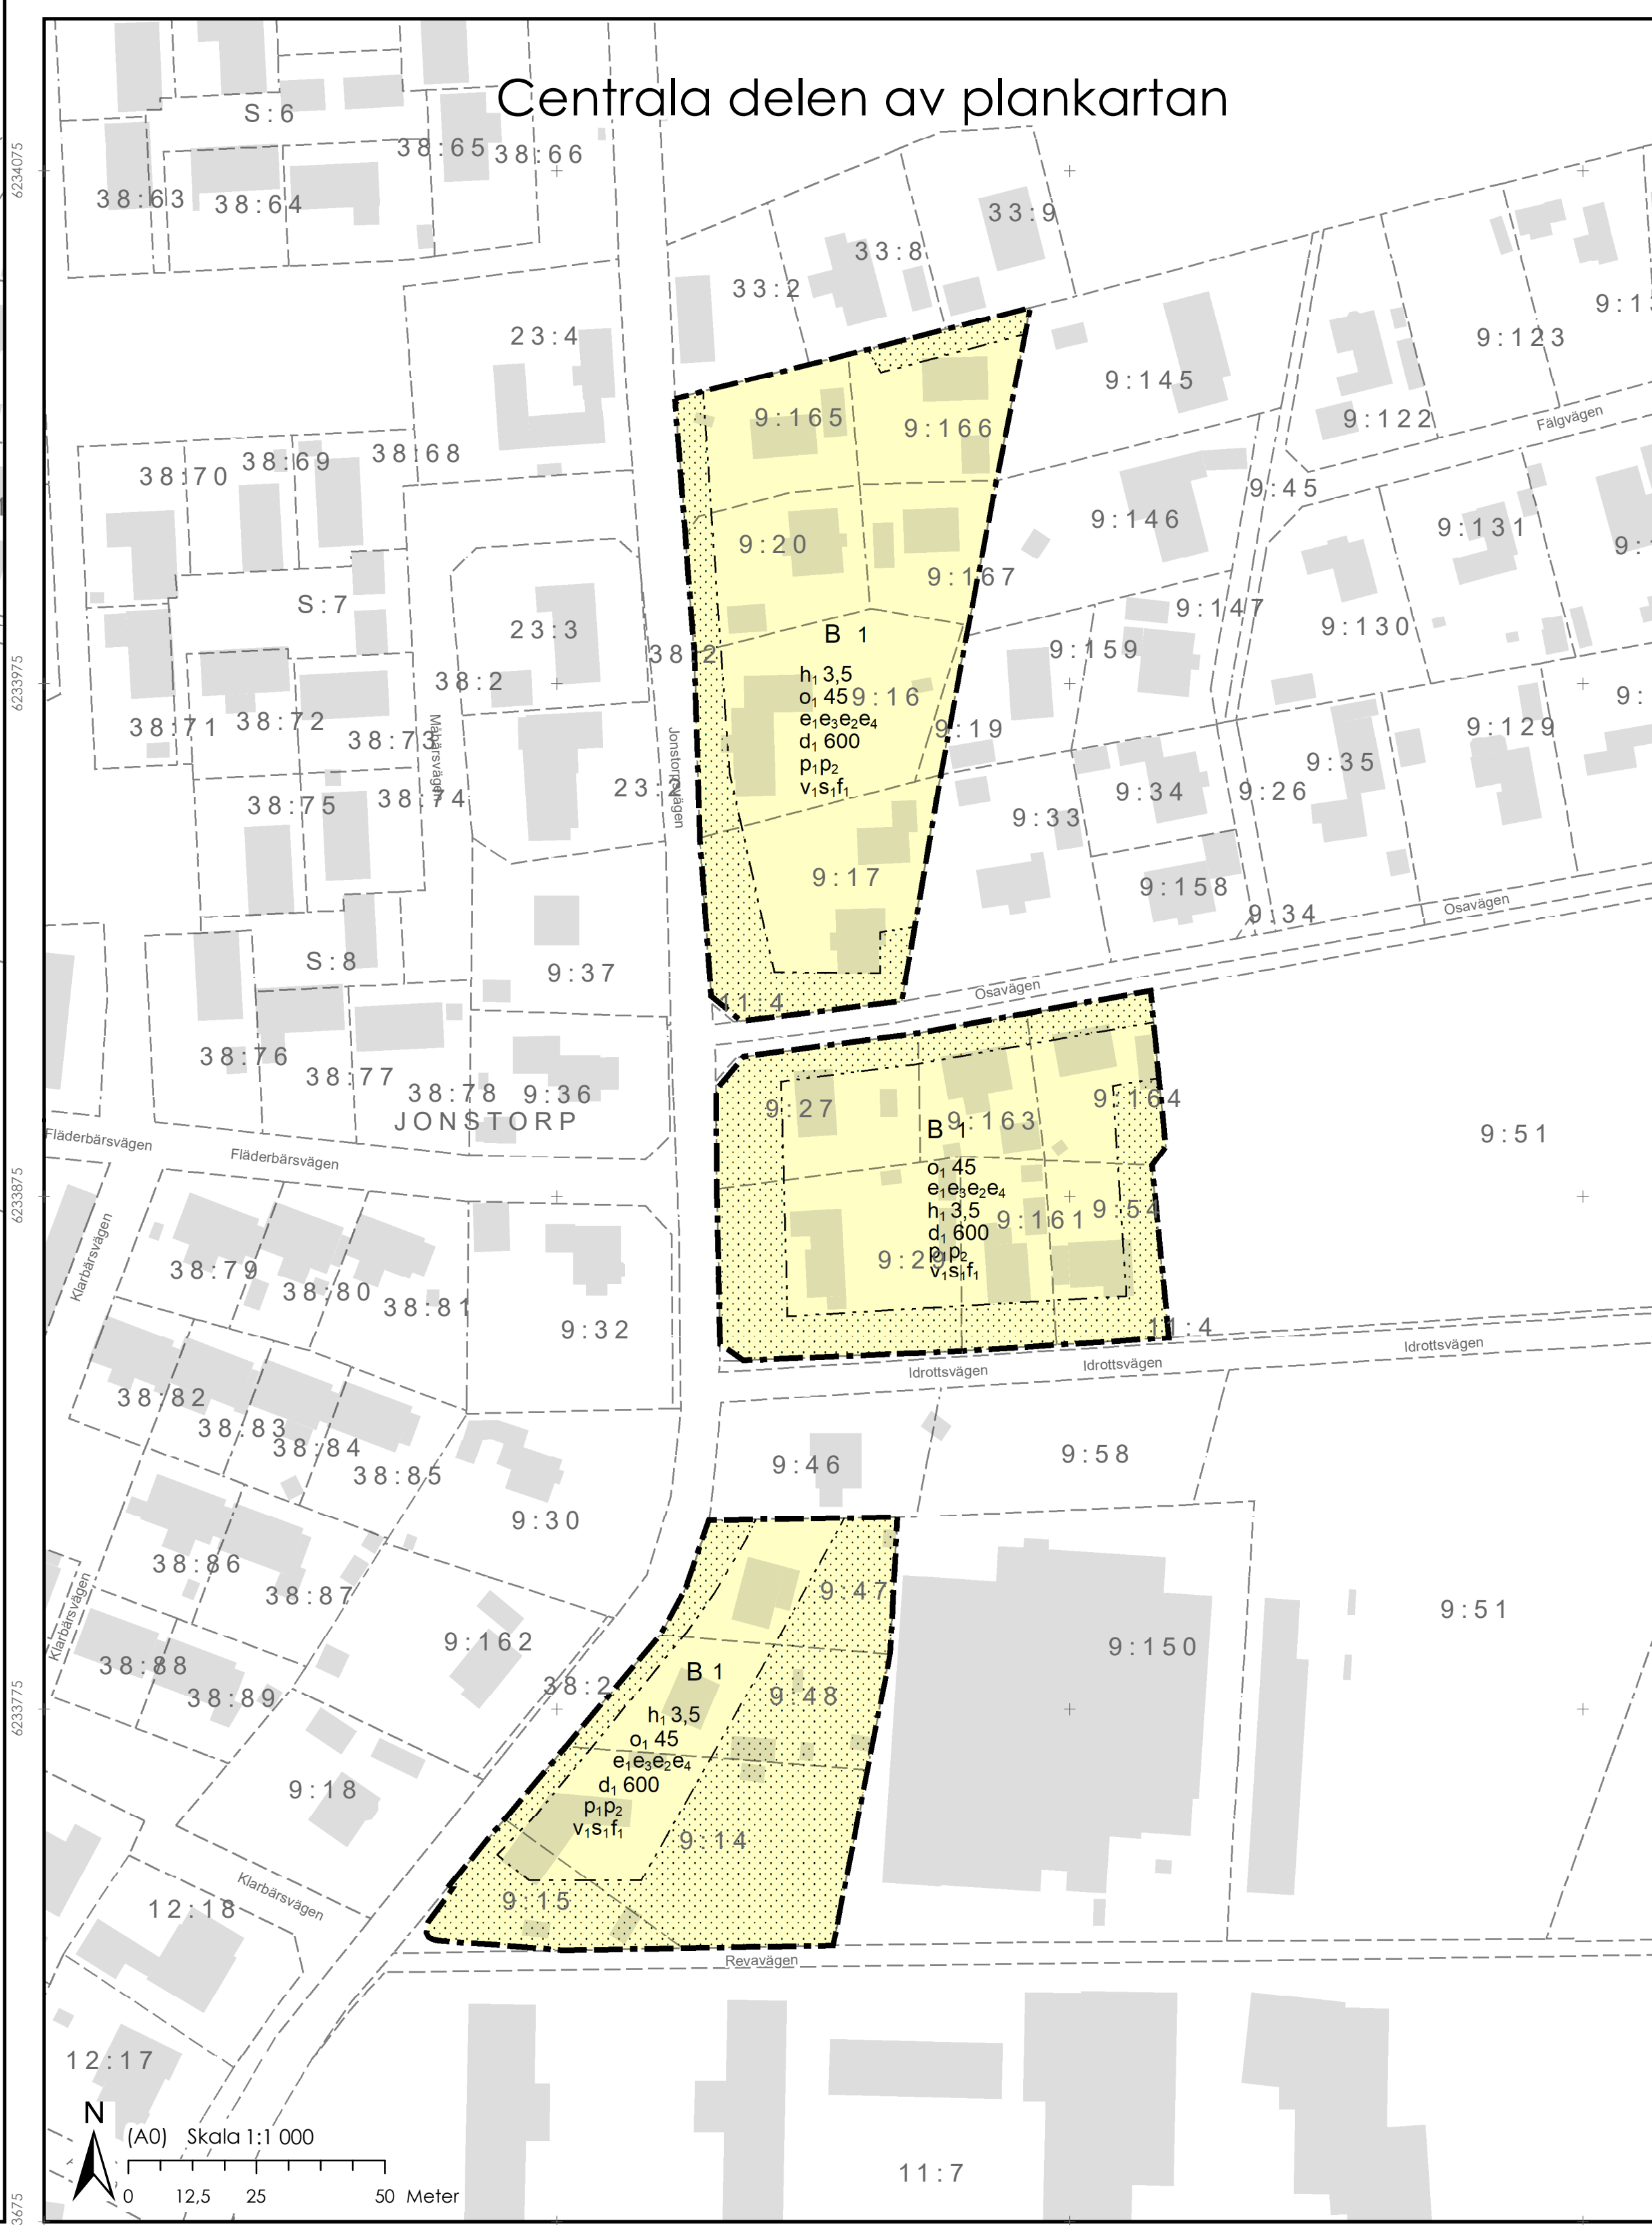 Centrala delen av plankartan
6234075
S:6
38:65
38:66
38:63
38:64
33:9
33:8
33:2
23:4
9:123
9:145
9:122
Fälgvägen
9:165
9:166
38:70
38:69
38:68
9:45
9:146
9:131
9:20
9:167
S:7
23:3
9:147
9:130
B 1
38:2
9:159
6233975
h₁ 3,5
38:2
o₁ 45
9:16
e₁e₃e₂e₄
38:71
38:72
38:73
Måbärsvägen
Jonstorpsvägen
9:19
9:129
d₁ 600
p₁p₂
v₁s₁f₁
9:35
38:75
38:74
23:2
9:34
9:26
9:33
9:17
9:158
Osavägen
9:34
S:8
9:37
Osavägen
11:4
38:76
38:77
38:78
9:36
JONSTORP
9:27
9:163
9:164
B 1
9:51
Fläderbärsvägen
Fläderbärsvägen
o₁ 45
e₁e₃e₂e₄
h₁ 3,5
9:161
9:54
d₁ 600
p₁p₂
9:29
v₁s₁f₁
6233875
Klarbärsvägen
38:79
38:80
38:81
9:32
11:4
Idrottsvägen
Idrottsvägen
Idrottsvägen
38:82
38:83
38:84
38:85
9:46
9:58
9:30
38:86
38:87
Klarbärsvägen
9:47
9:51
9:162
9:150
38:88
38:89
38:2
B 1
9:48
6233775
h₁ 3,5
o₁ 45
e₁e₃e₂e₄
9:18
d₁ 600
p₁p₂
v₁s₁f₁
9:14
Klarbärsvägen
12:18
9:15
Revavägen
12:17
N
(A0) Skala 1:1 000
0 12,5 25 50 Meter
11:7
3675